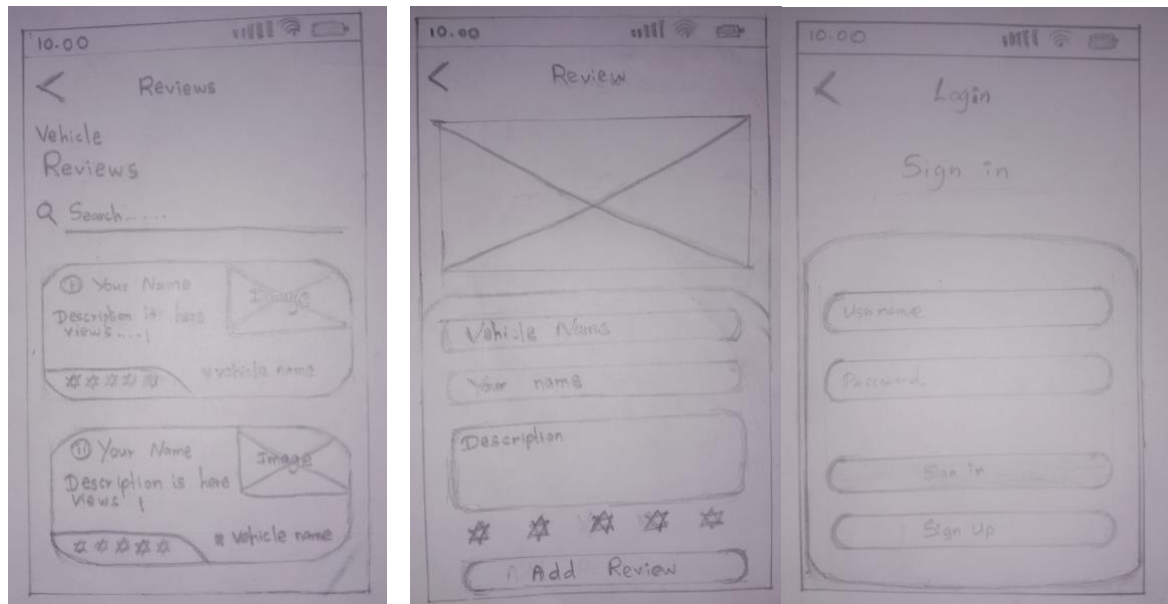 10.00
Reviews
Vehicle
Reviews
Search.....
Your Name
Image
Description is here
views....!
#vehicle name
Your Name
Image
Description is here
views !
# vehicle name
10.00
Review
Vehicle Name
Your name
Description
Add Review
10.00
Login
Sign in
Username
Password
Sign in
Sign Up